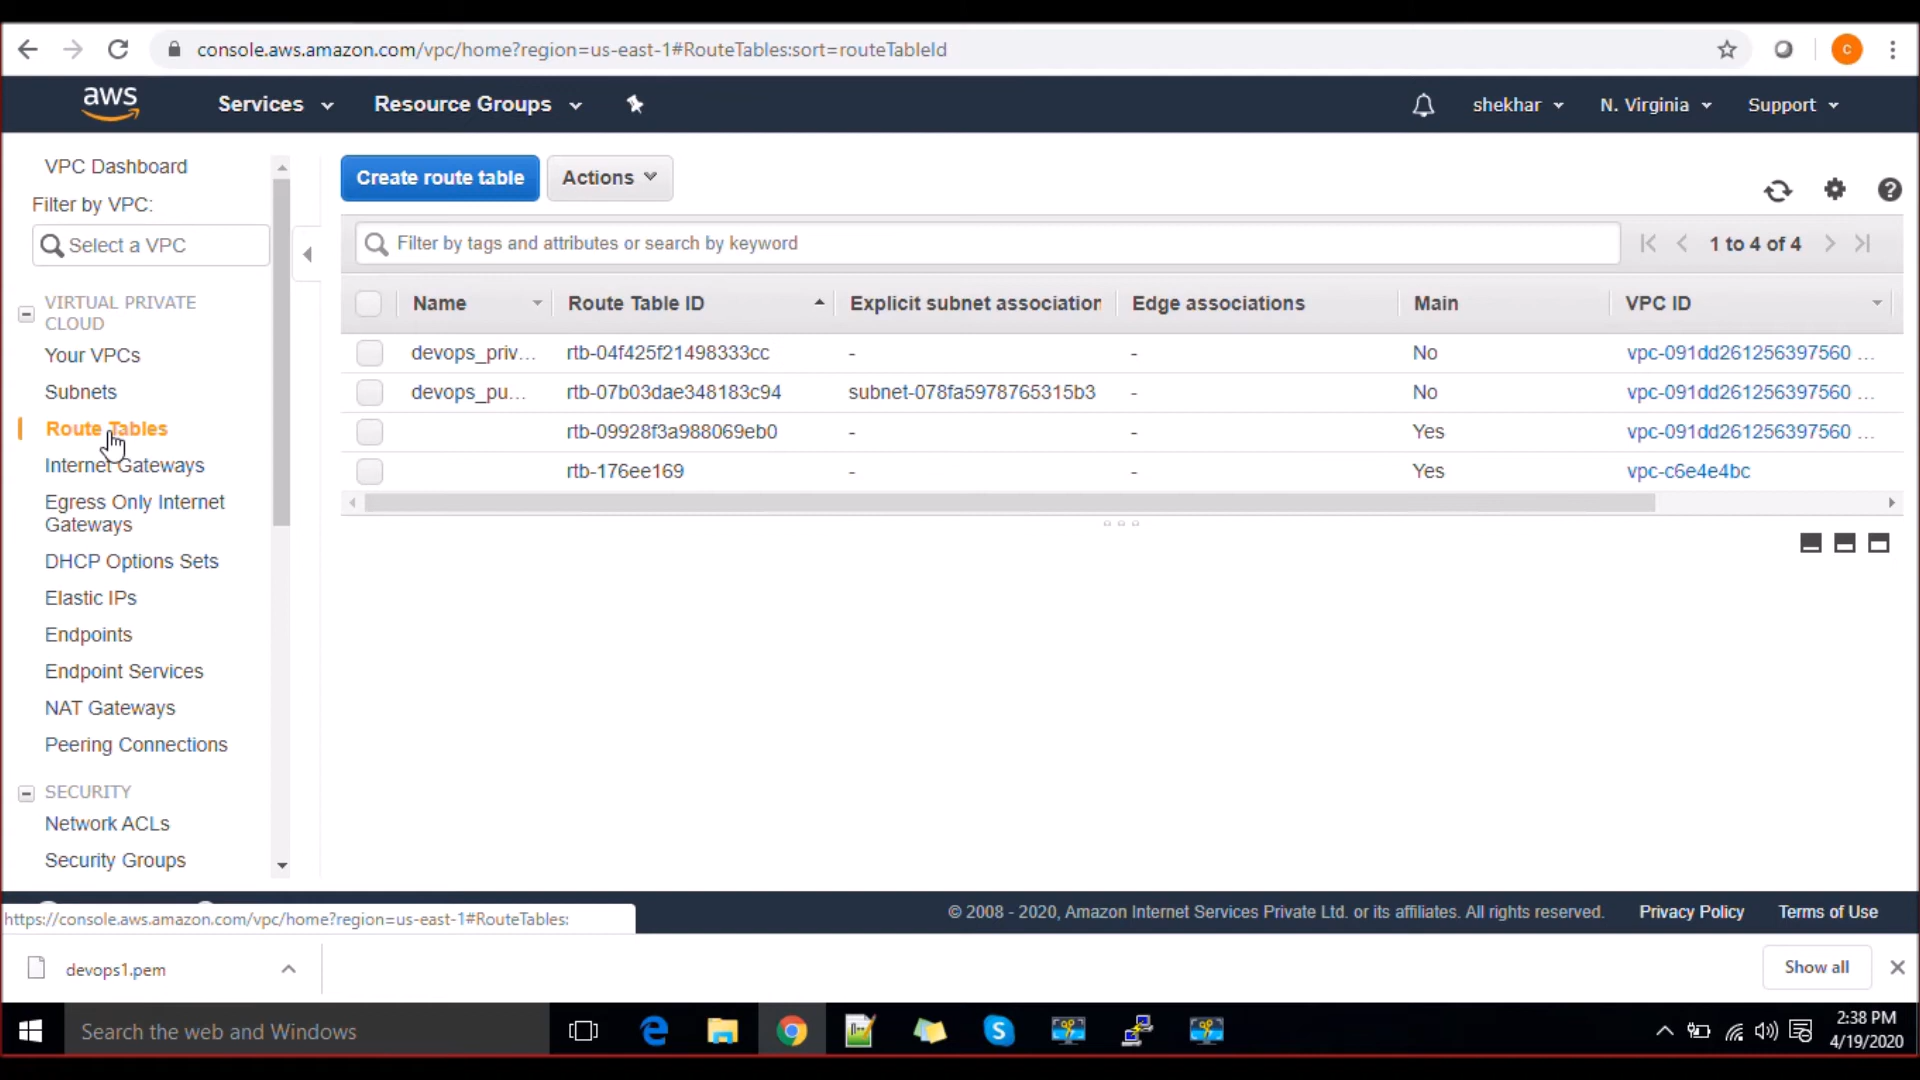 console.aws.amazon.com/vpc/home?region=us-east-1#RouteTables:sort=routeTableId
C
aws
Services
Resource Groups
shekhar
N. Virginia
Support
VPC Dashboard
Filter by VPC:
Select a VPC
VIRTUAL PRIVATE
CLOUD
Your VPCs
Subnets
Route Tables
Internet Gateways
Egress Only Internet
Gateways
DHCP Options Sets
Elastic IPs
Endpoints
Endpoint Services
NAT Gateways
Peering Connections
SECURITY
Network ACLs
Security Groups
Create route table
Actions
Filter by tags and attributes or search by keyword
1 to 4 of 4
Name Route Table ID Explicit subnet association Edge associations Main VPC ID
devops_priv... rtb-04f425f21498333cc - - No vpc-091dd261256397560 ...
devops_pu... rtb-07b03dae348183c94 subnet-078fa5978765315b3 - No vpc-091dd261256397560 ...
rtb-09928f3a988069eb0 - - Yes vpc-091dd261256397560 ...
rtb-176ee169 - - Yes vpc-c6e4e4bc
https://console.aws.amazon.com/vpc/home?region=us-east-1#RouteTables:
© 2008 - 2020, Amazon Internet Services Private Ltd. or its affiliates. All rights reserved.
Privacy Policy
Terms of Use
devops1.pem
Show all
Search the web and Windows
2:38 PM
4/19/2020